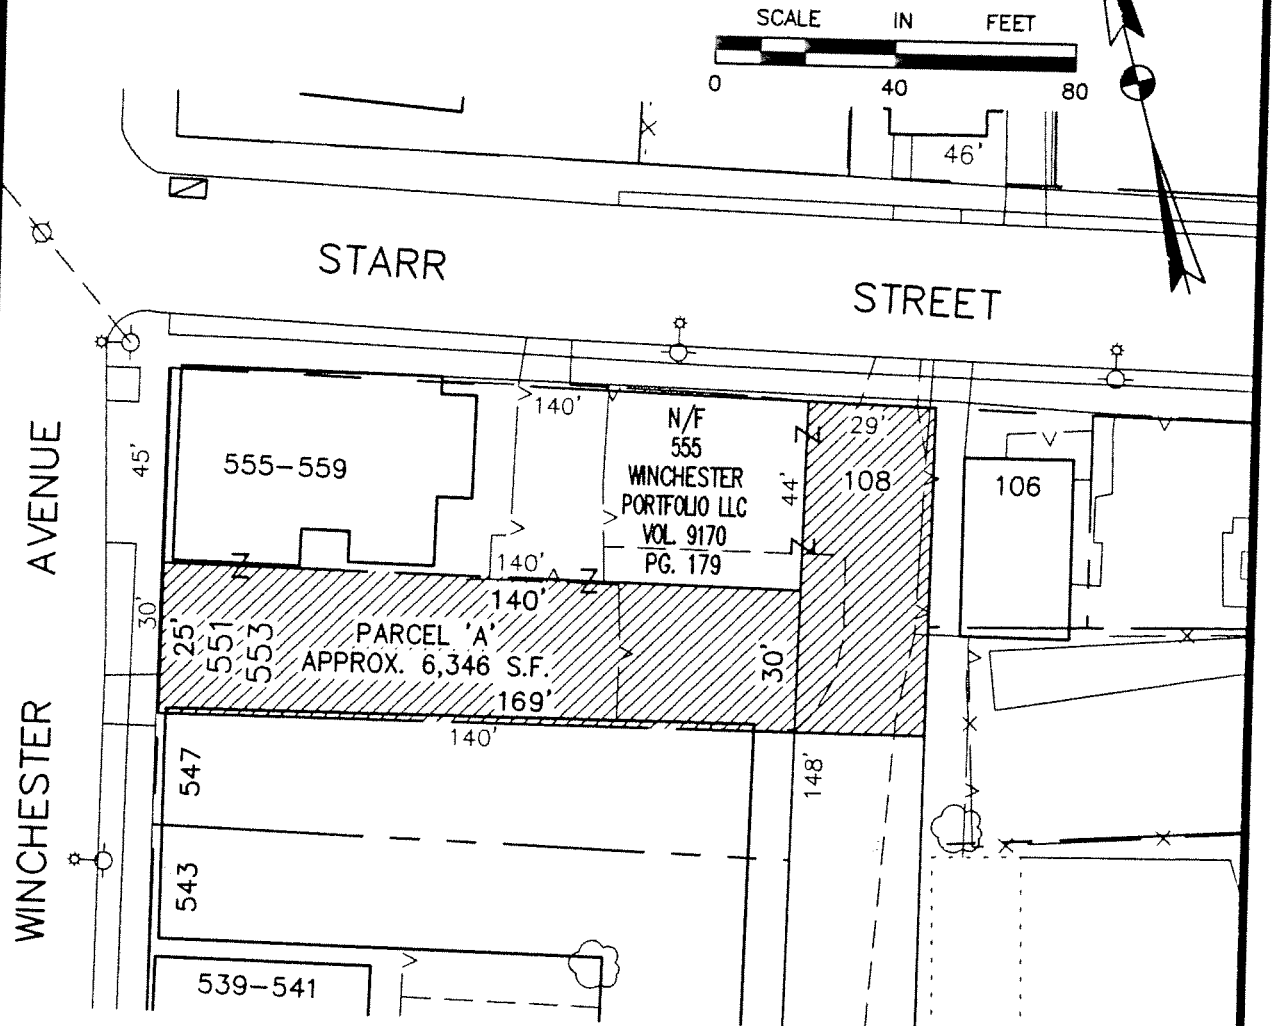 SCALE IN FEET
0 40 80
46'
STARR STREET
WINCHESTER AVENUE
45'
555-559
140'
N/F
555
WINCHESTER
PORTFOLIO LLC
VOL. 9170
PG. 179
44'
29'
108
106
140'
140'
30'
25'
551
553
PARCEL 'A'
APPROX. 6,346 S.F.
169'
30'
140'
148'
547
543
539-541